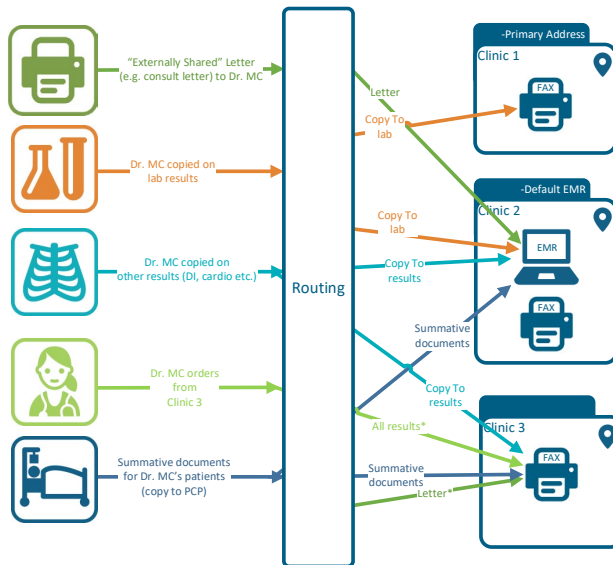 "Externally Shared" Letter
(e.g. consult letter) to Dr. MC
Dr. MC copied on
lab results
Dr. MC copied on
other results (DI, cardio etc.)
Dr. MC orders
from
Clinic 3
Summative documents
for Dr. MC's patients
(copy to PCP)
Routing
Letter
Copy To
lab
Copy To
lab
Copy To
results
Summative
documents
Copy To
results
All results*
Summative
documents
Letter*
-Primary Address
Clinic 1
FAX
-Default EMR
Clinic 2
EMR
FAX
Clinic 3
FAX